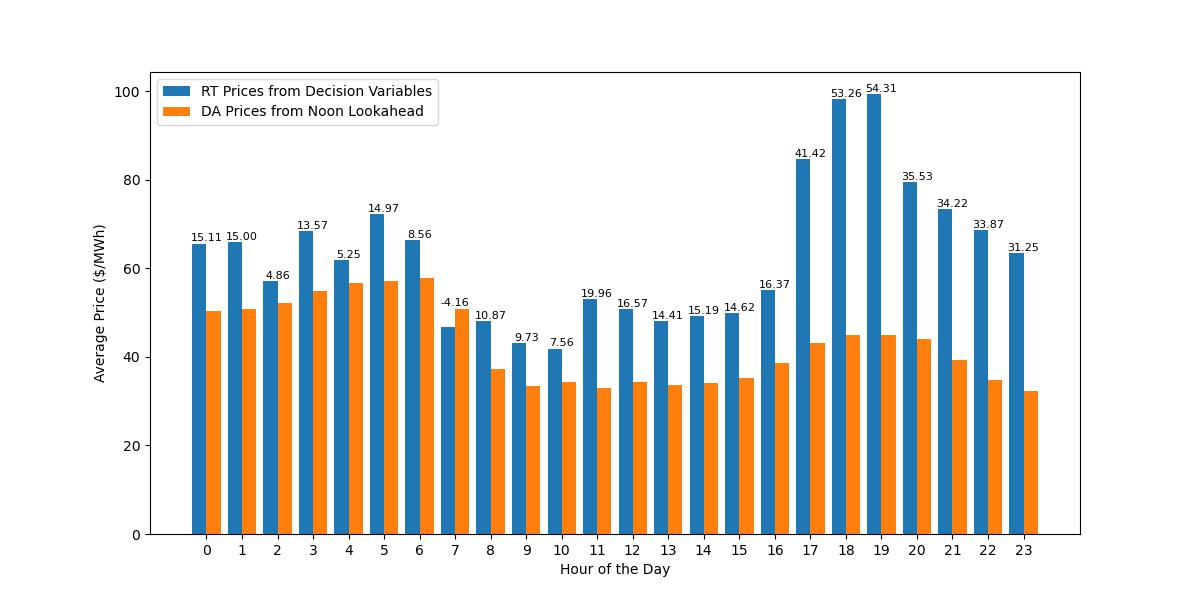 RT Prices from Decision Variables
DA Prices from Noon Lookahead
Average Price ($/MWh)
100
80
60
40
20
0
15.11 15.00 4.86 13.57 5.25 14.97 8.56 -4.16 10.87 9.73 7.56 19.96 16.57 14.41 15.19 14.62 16.37 41.42 53.26 54.31 35.53 34.22 33.87 31.25
0 1 2 3 4 5 6 7 8 9 10 11 12 13 14 15 16 17 18 19 20 21 22 23
Hour of the Day